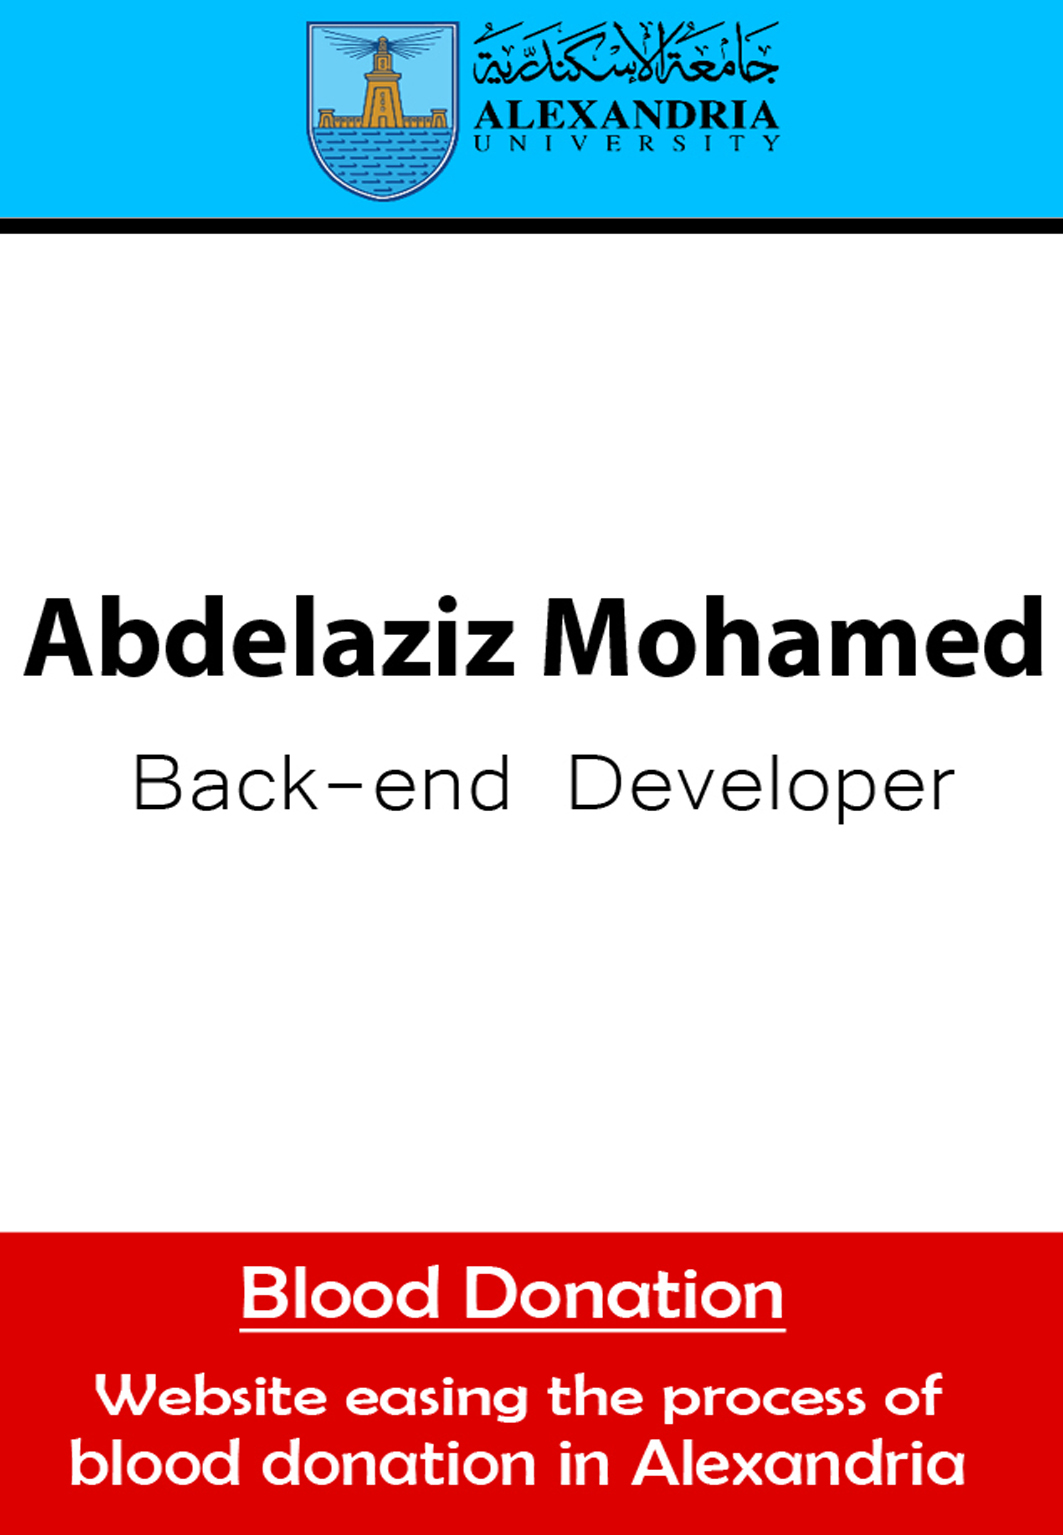 جامعة الإسكندرية
ALEXANDRIA
UNIVERSITY
Abdelaziz Mohamed
Back-end Developer
Blood Donation
Website easing the process of
blood donation in Alexandria